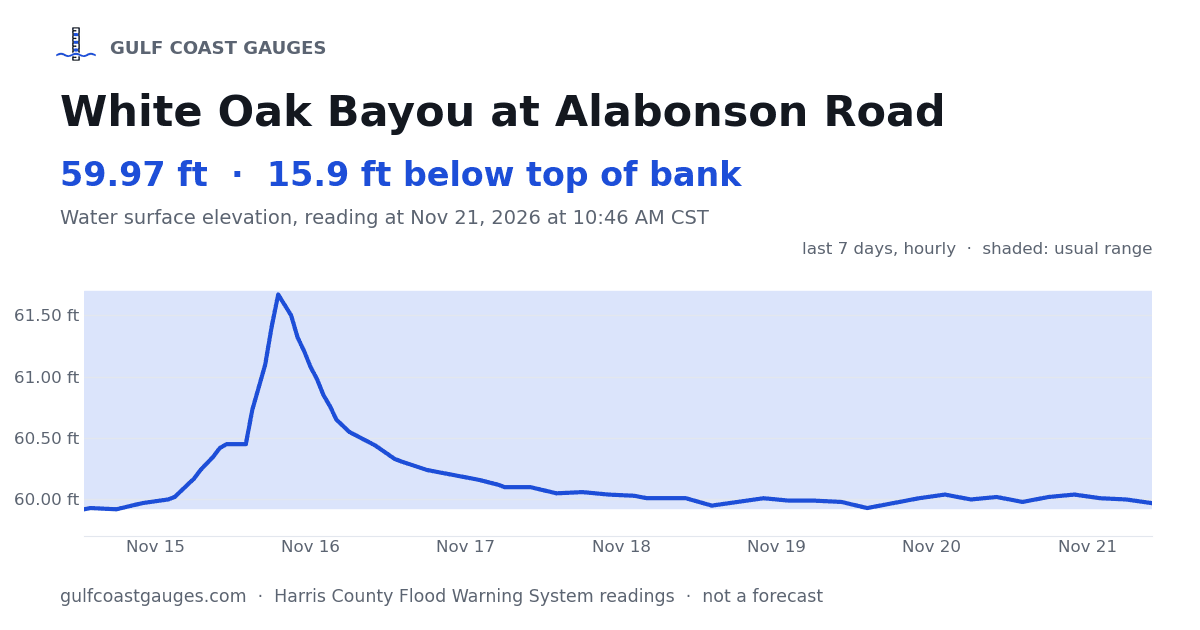 GULF COAST GAUGES
White Oak Bayou at Alabonson Road
59.97 ft · 15.9 ft below top of bank
Water surface elevation, reading at Nov 21, 2026 at 10:46 AM CST
last 7 days, hourly · shaded: usual range
61.50 ft
61.00 ft
60.50 ft
60.00 ft
Nov 15 Nov 16 Nov 17 Nov 18 Nov 19 Nov 20 Nov 21
gulfcoastgauges.com · Harris County Flood Warning System readings · not a forecast